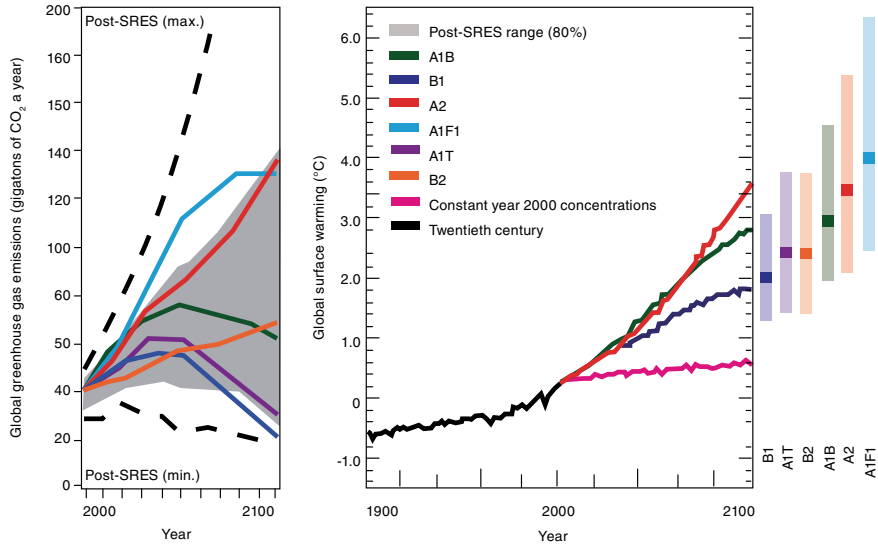 Post-SRES (max.)
200
160
150
140
120
100
60
50
40
20
0
Global greenhouse gas emissions (gigatons of CO2 a year)
Post-SRES (min.)
2000
2100
Year
6.0
5.0
4.0
3.0
2.0
1.0
0
-1.0
Global surface warming (°C)
Post-SRES range (80%)
A1B
B1
A2
A1F1
A1T
B2
Constant year 2000 concentrations
Twentieth century
1900
2000
2100
Year
B1
A1T
B2
A1B
A2
A1F1